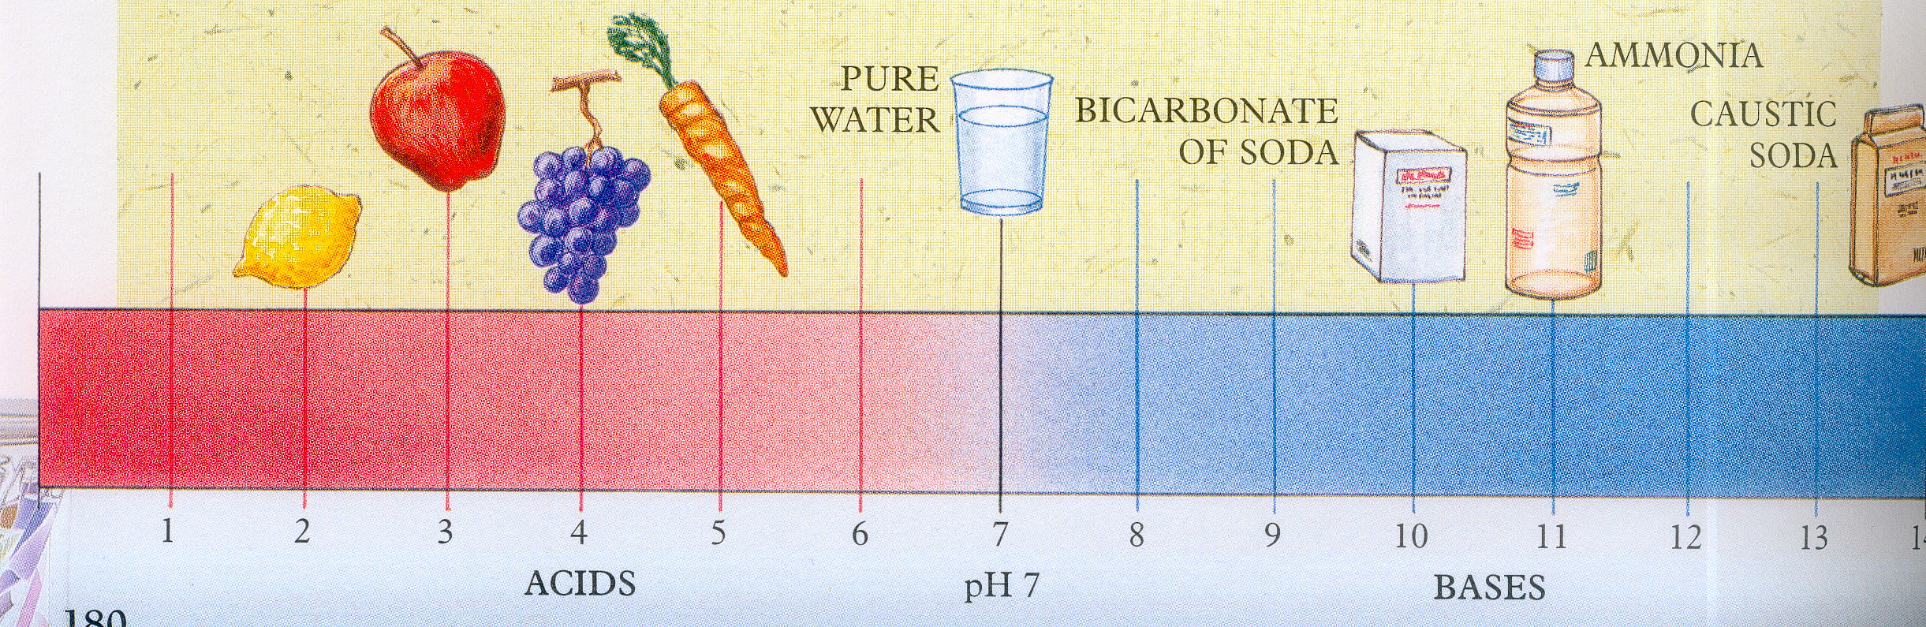 PURE
WATER
BICARBONATE
OF SODA
AMMONIA
CAUSTIC
SODA
1 2 3 4 5 6 7 8 9 10 11 12 13
ACIDS pH 7 BASES
180